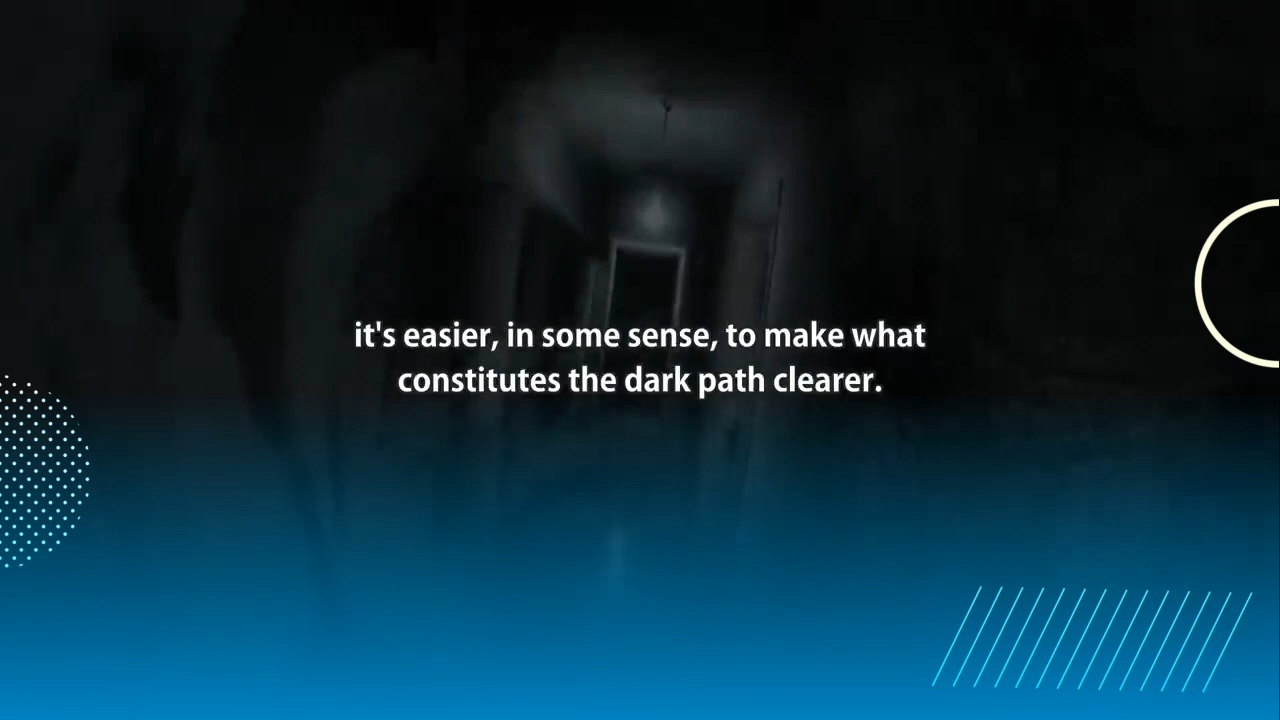 it's easier, in some sense, to make what
constitutes the dark path clearer.